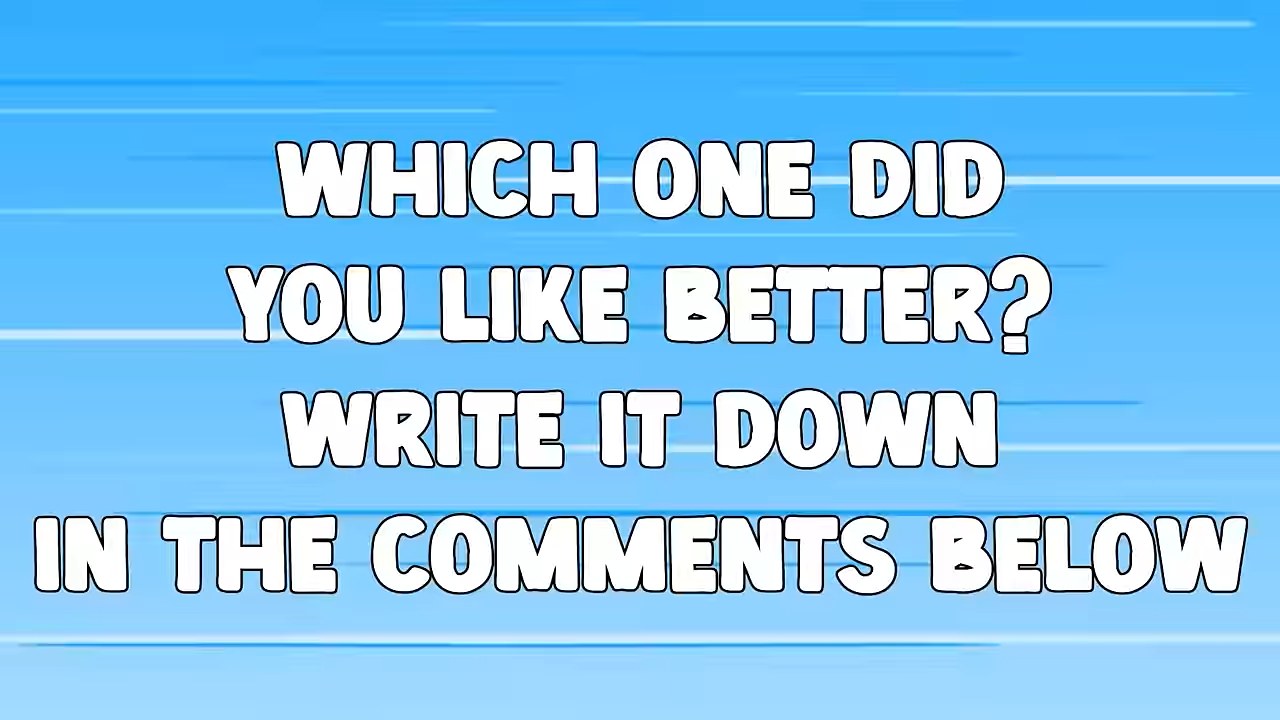 WHICH ONE DID
YOU LIKE BETTER?
WRITE IT DOWN
IN THE COMMENTS BELOW